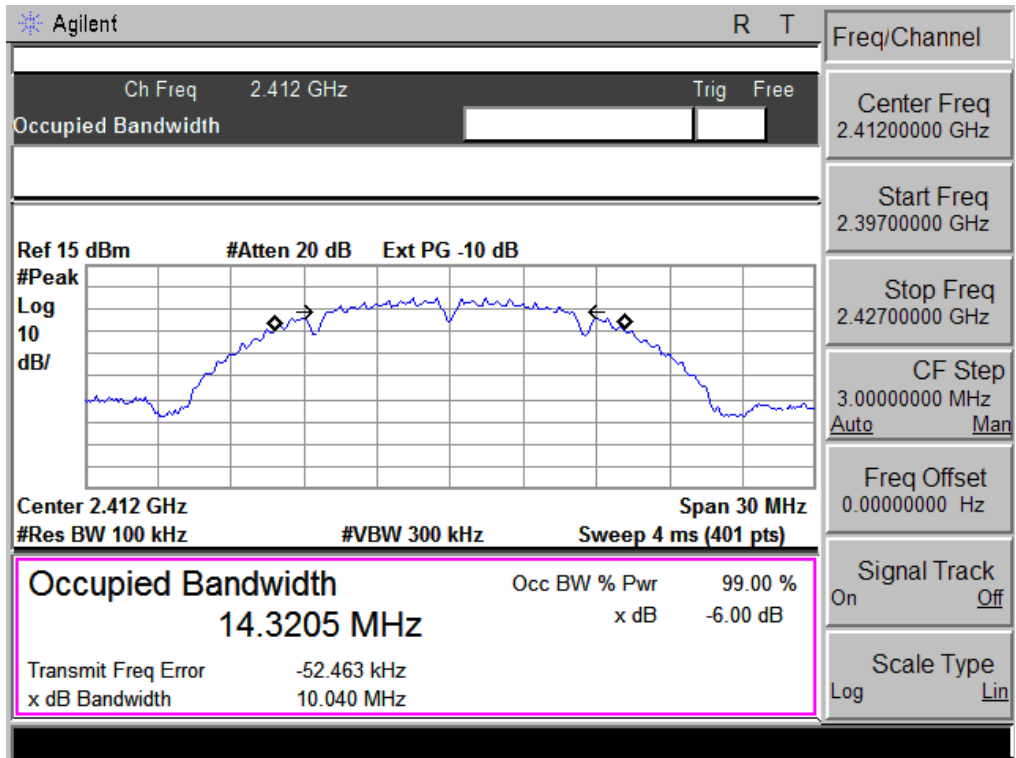 Agilent R T
Ch Freq 2.412 GHz Trig Free
Occupied Bandwidth
Ref 15 dBm #Atten 20 dB Ext PG -10 dB
#Peak
Log
10
dB/
Center 2.412 GHz Span 30 MHz
#Res BW 100 kHz #VBW 300 kHz Sweep 4 ms (401 pts)
Occupied Bandwidth Occ BW % Pwr 99.00 %
14.3205 MHz x dB -6.00 dB
Transmit Freq Error -52.463 kHz
x dB Bandwidth 10.040 MHz
Freq/Channel
Center Freq
2.41200000 GHz
Start Freq
2.39700000 GHz
Stop Freq
2.42700000 GHz
CF Step
3.00000000 MHz
Auto Man
Freq Offset
0.00000000 Hz
Signal Track
On Off
Scale Type
Log Lin